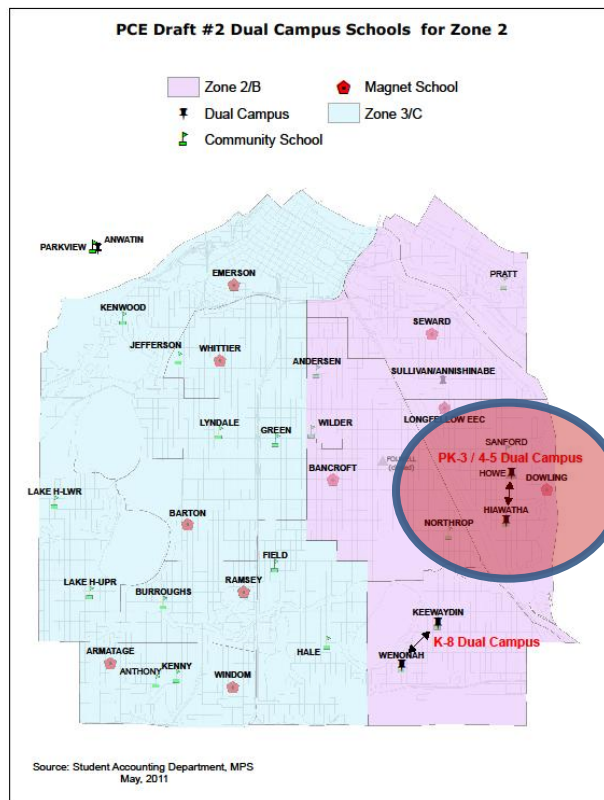 PCE Draft #2 Dual Campus Schools for Zone 2
Zone 2/B
Magnet School
Dual Campus
Zone 3/C
Community School
PARKVIEW
ANWATIN
EMERSON
PRATT
KENWOOD
SEWARD
JEFFERSON
WHITTIER
ANDERSEN
SULLIVAN/ANNISHINABE
LONGFELLOW EEC
LYNDALE
GREEN
WILDER
SANFORD
PK-3 / 4-5 Dual Campus
BANCROFT
(closed)
HOWE
DOWLING
LAKE H-LWR
HIAWATHA
BARTON
NORTHROP
FIELD
LAKE H-UPR
BURROUGHS
RAMSEY
KEEWAYDIN
K-8 Dual Campus
HALE
WENONAH
ARMATAGE
ANTHONY
KENNY
WINDOM
Source: Student Accounting Department, MPS
May, 2011